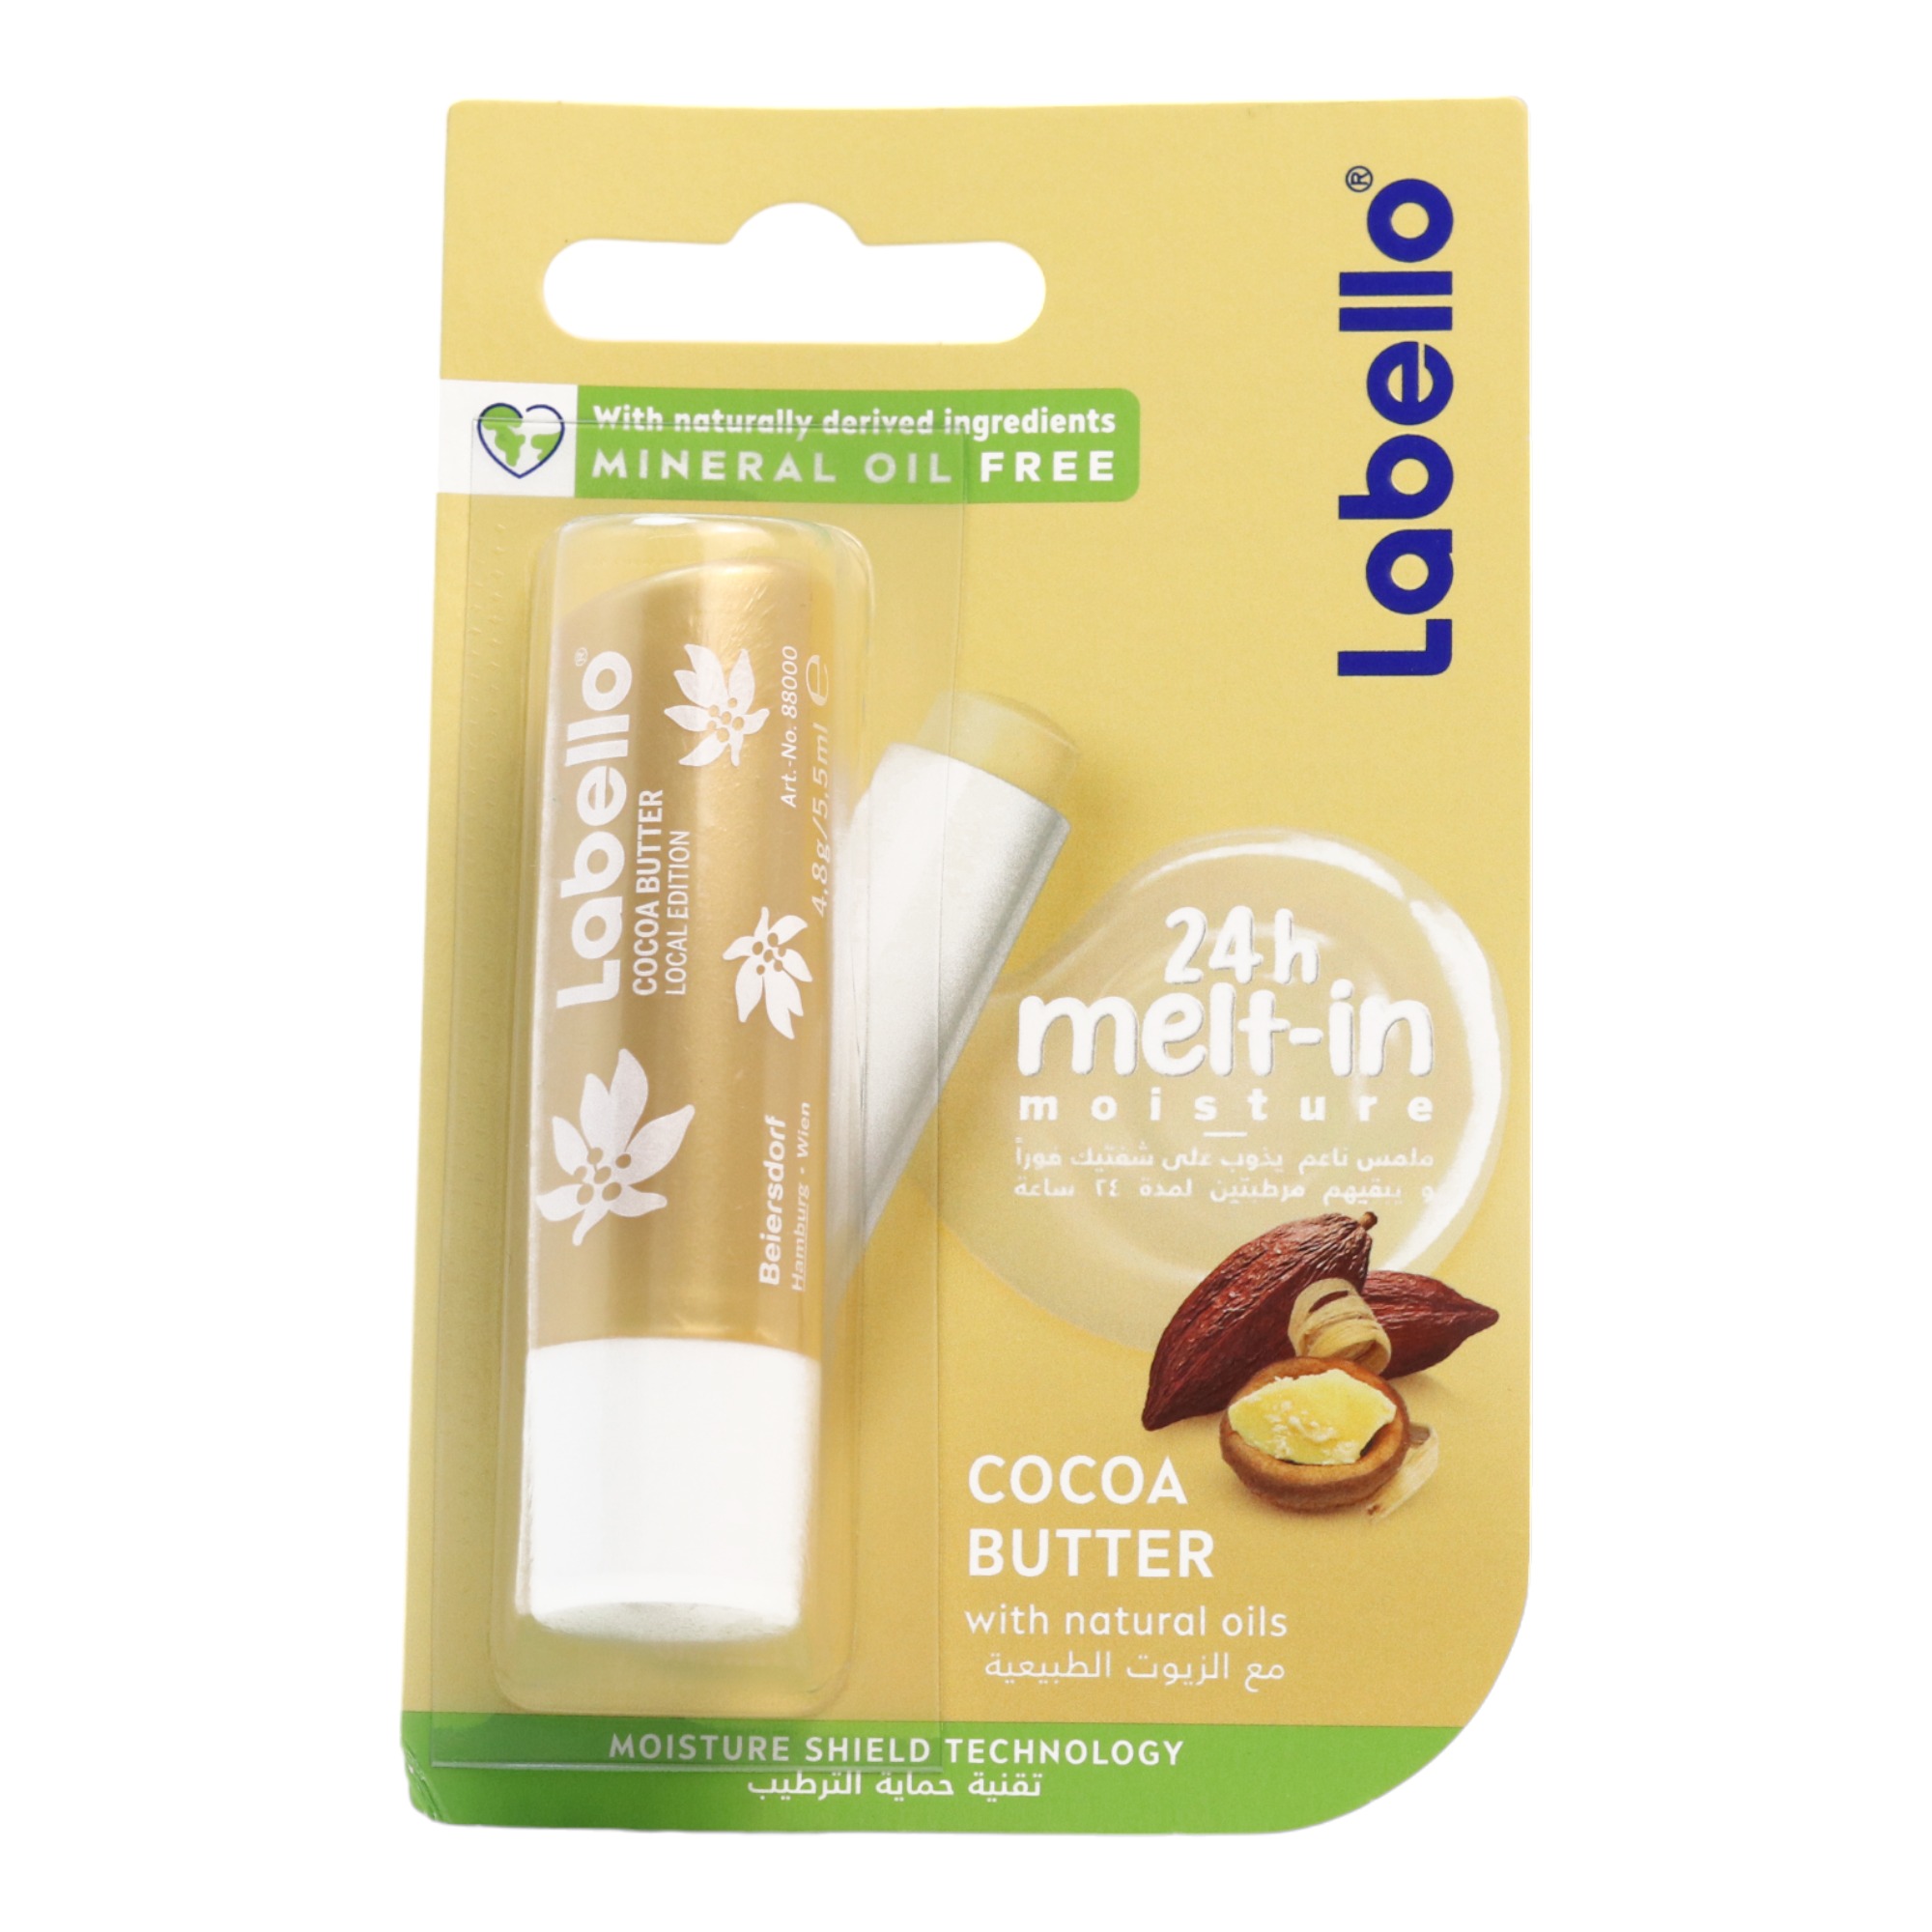 Labello®
With naturally derived ingredients
MINERAL OIL FREE
Labello®
COCOA BUTTER
LOCAL EDITION
Art.-No. 88000
4,8g/5,5ml e
Beiersdorf
Hamburg - Wien
24h
melt-in
moisture
ملمس ناعم يذوب على شفتيك فوراً
و يبقيهم مرطبتين لمدة ٢٤ ساعة
COCOA
BUTTER
with natural oils
مع الزيوت الطبيعية
MOISTURE SHIELD TECHNOLOGY
تقنية حماية الترطيب